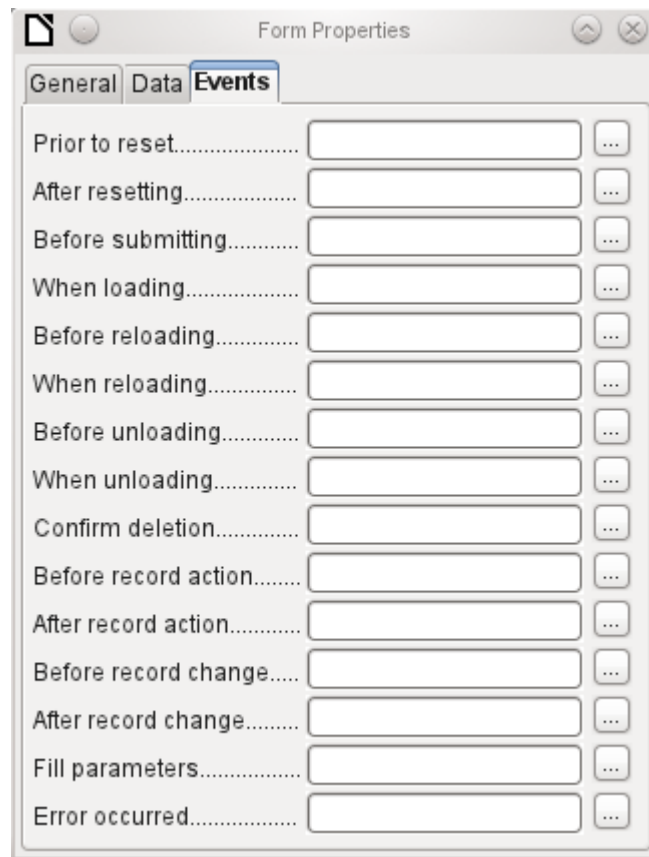 Form Properties
General Data Events
Prior to reset..................... ...
After resetting................... ...
Before submitting............ ...
When loading................... ...
Before reloading.............. ...
When reloading............... ...
Before unloading.............. ...
When unloading.............. ...
Confirm deletion.............. ...
Before record action........ ...
After record action............ ...
Before record change..... ...
After record change......... ...
Fill parameters................. ...
Error occurred.................. ...